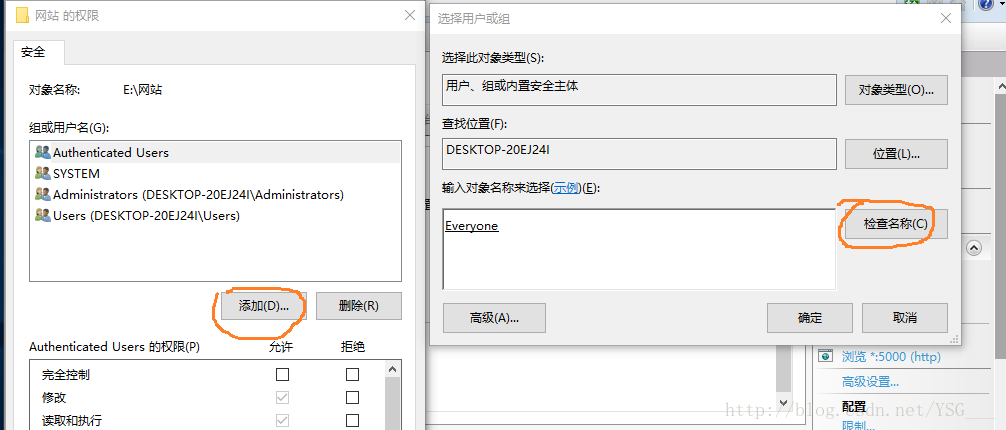 网站 的权限
安全
对象名称: E:\网站
组或用户名(G):
Authenticated Users
SYSTEM
Administrators (DESKTOP-20EJ24I\Administrators)
Users (DESKTOP-20EJ24I\Users)
添加(D)...
删除(R)
Authenticated Users 的权限(P) 允许 拒绝
完全控制
修改
读取和执行
选择用户或组
选择此对象类型(S):
用户、组或内置安全主体
对象类型(O)...
查找位置(F):
DESKTOP-20EJ24I
位置(L)...
输入对象名称来选择(示例)(E):
Everyone
检查名称(C)
高级(A)...
确定
取消
浏览 *:5000 (http)
高级设置...
配置
限制...
http://blog.csdn.net/YSG_